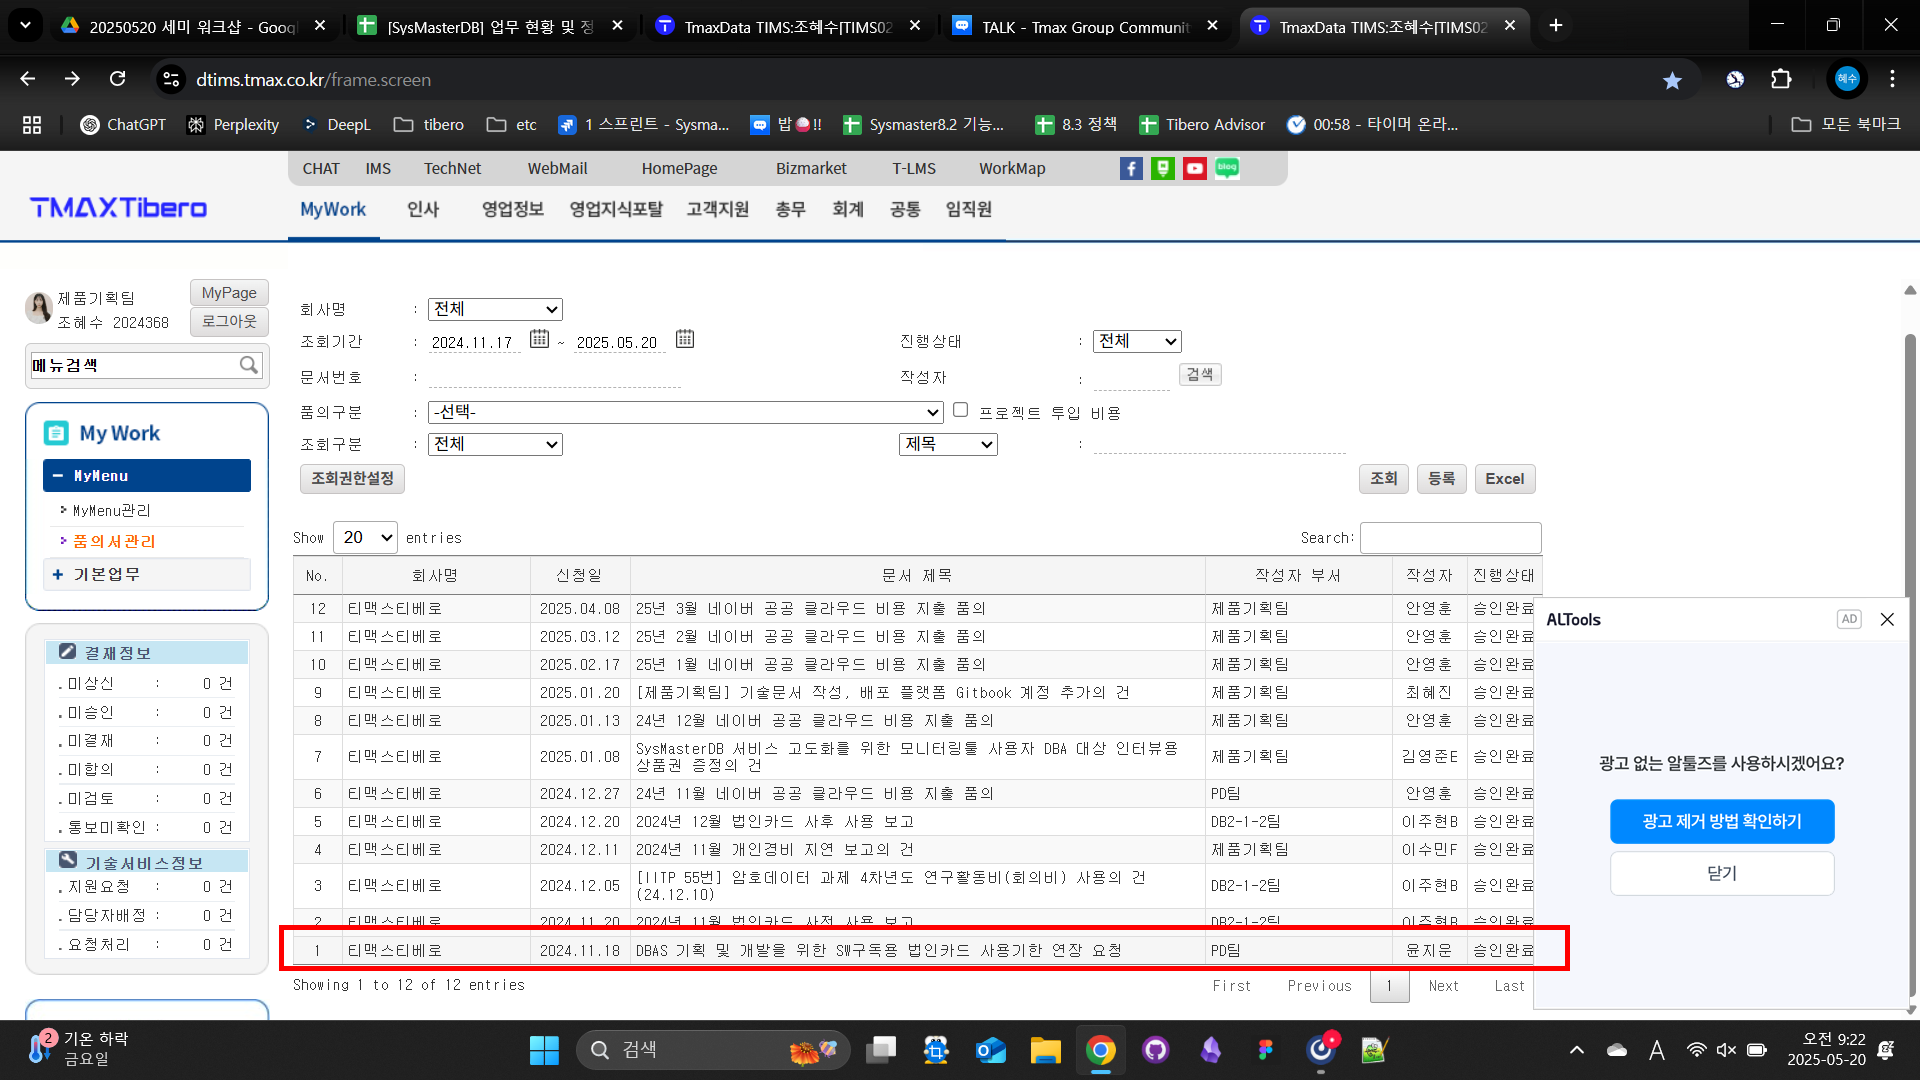 20250520 세미 워크샵 - Goog
[SysMasterDB] 업무 현황 및 정
TmaxData TIMS:조혜수[TIMS02
TALK - Tmax Group Communit
TmaxData TIMS:조혜수[TIMS02
dtims.tmax.co.kr/frame.screen
혜수
ChatGPT
Perplexity
DeepL
tibero
etc
1 스프린트 - Sysma...
밥🍙!!
Sysmaster8.2 기능...
8.3 정책
Tibero Advisor
00:58 - 타이머 온라...
모든 북마크
CHAT IMS TechNet WebMail HomePage Bizmarket T-LMS WorkMap
blog
TMAXTibero
MyWork 인사 영업정보 영업지식포탈 고객지원 총무 회계 공통 임직원
제품기획팀
조혜수 2024368
MyPage
로그아웃
메뉴검색
My Work
MyMenu
MyMenu관리
품의서관리
기본업무
결재정보
미상신 : 0 건
미승인 : 0 건
미결재 : 0 건
미합의 : 0 건
미검토 : 0 건
통보미확인 : 0 건
기술서비스정보
지원요청 : 0 건
담당자배정 : 0 건
요청처리 : 0 건
회사명 : 전체
조회기간 : 2024.11.17 ~ 2025.05.20 진행상태 : 전체
문서번호 : 작성자 : 검색
품의구분 : -선택- 프로젝트 투입 비용
조회구분 : 전체 제목 :
조회권한설정 조회 등록 Excel
Show 20 entries Search:
No. 회사명 신청일 문서 제목 작성자 부서 작성자 진행상태
12 티맥스티베로 2025.04.08 25년 3월 네이버 공공 클라우드 비용 지출 품의 제품기획팀 안영훈 승인완료
11 티맥스티베로 2025.03.12 25년 2월 네이버 공공 클라우드 비용 지출 품의 제품기획팀 안영훈 승인완료
10 티맥스티베로 2025.02.17 25년 1월 네이버 공공 클라우드 비용 지출 품의 제품기획팀 안영훈 승인완료
9 티맥스티베로 2025.01.20 [제품기획팀] 기술문서 작성, 배포 플랫폼 Gitbook 계정 추가의 건 제품기획팀 최혜진 승인완료
8 티맥스티베로 2025.01.13 24년 12월 네이버 공공 클라우드 비용 지출 품의 제품기획팀 안영훈 승인완료
7 티맥스티베로 2025.01.08 SysMasterDB 서비스 고도화를 위한 모니터링툴 사용자 DBA 대상 인터뷰용
상품권 증정의 건 제품기획팀 김영준E 승인완료
6 티맥스티베로 2024.12.27 24년 11월 네이버 공공 클라우드 비용 지출 품의 PD팀 안영훈 승인완료
5 티맥스티베로 2024.12.20 2024년 12월 법인카드 사후 사용 보고 DB2-1-2팀 이주현B 승인완료
4 티맥스티베로 2024.12.11 2024년 11월 개인경비 지연 보고의 건 제품기획팀 이수민F 승인완료
3 티맥스티베로 2024.12.05 [IITP 55번] 암호데이터 과제 4차년도 연구활동비(회의비) 사용의 건
(24.12.10) DB2-1-2팀 이주현B 승인완료
2 티맥스티베로 2024.11.20 2024년 11월 법인카드 사전 사용 보고 DB2-1-2팀 이주현B 승인완료
1 티맥스티베로 2024.11.18 DBAS 기획 및 개발을 위한 SW구독용 법인카드 사용기한 연장 요청 PD팀 윤지운 승인완료
Showing 1 to 12 of 12 entries
First Previous 1 Next Last
ALTools
AD
광고 없는 알툴즈를 사용하시겠어요?
광고 제거 방법 확인하기
닫기
2
기온 하락
금요일
검색
A
오전 9:22
2025-05-20